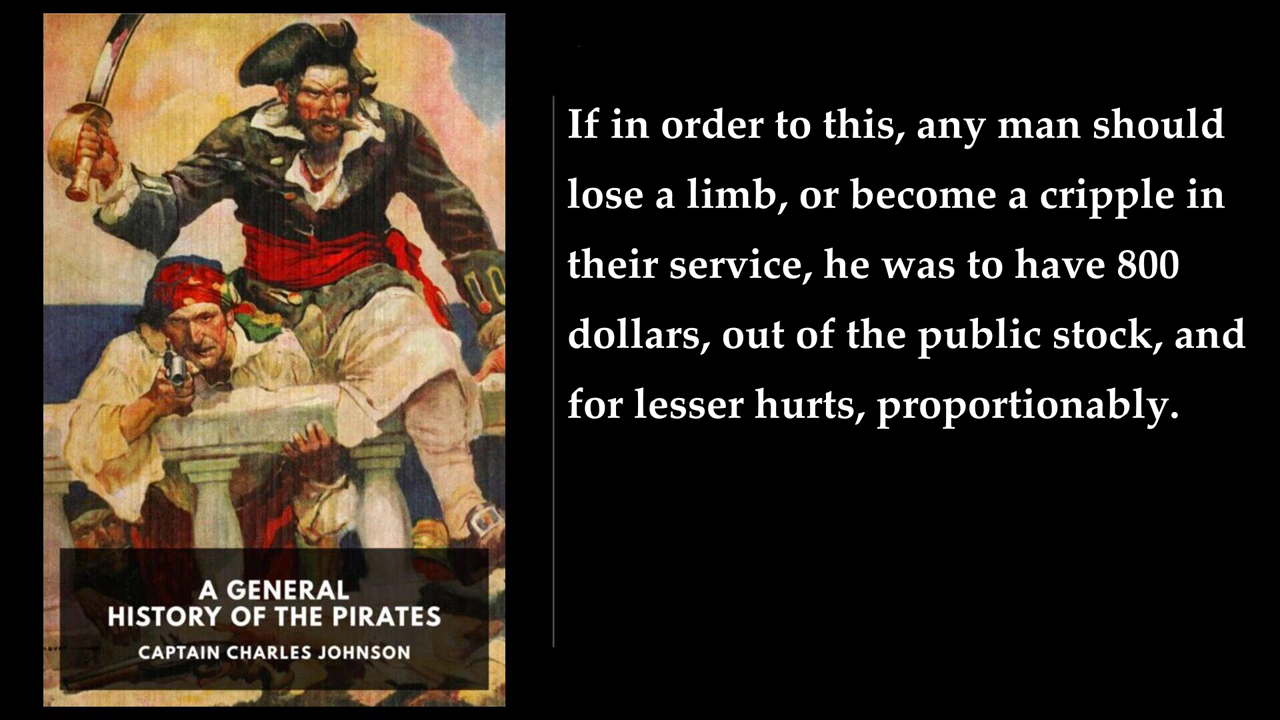 If in order to this, any man should
lose a limb, or become a cripple in
their service, he was to have 800
dollars, out of the public stock, and
for lesser hurts, proportionably.
A GENERAL
HISTORY OF THE PIRATES
CAPTAIN CHARLES JOHNSON